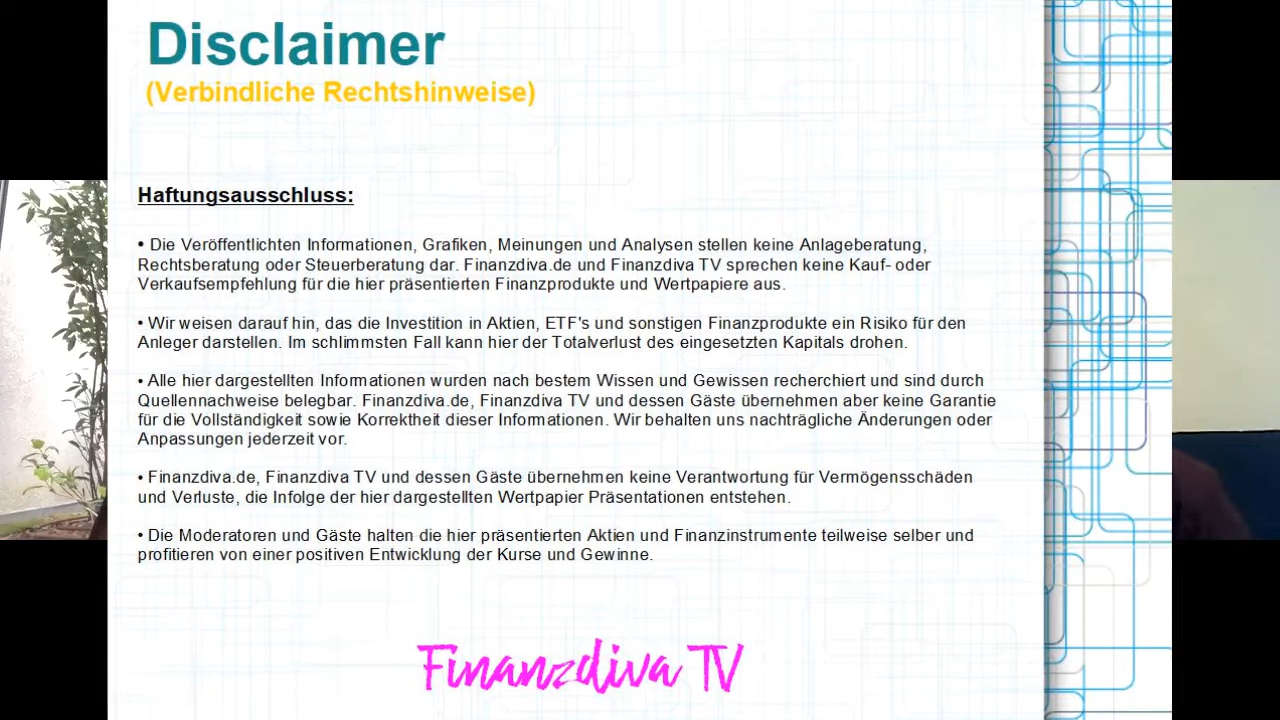 Disclaimer
(Verbindliche Rechtshinweise)
Haftungsausschluss:
• Die Veröffentlichten Informationen, Grafiken, Meinungen und Analysen stellen keine Anlageberatung,
Rechtsberatung oder Steuerberatung dar. Finanzdiva.de und Finanzdiva TV sprechen keine Kauf- oder
Verkaufsempfehlung für die hier präsentierten Finanzprodukte und Wertpapiere aus.
• Wir weisen darauf hin, das die Investition in Aktien, ETF's und sonstigen Finanzprodukte ein Risiko für den
Anleger darstellen. Im schlimmsten Fall kann hier der Totalverlust des eingesetzten Kapitals drohen.
• Alle hier dargestellten Informationen wurden nach bestem Wissen und Gewissen recherchiert und sind durch
Quellennachweise belegbar. Finanzdiva.de, Finanzdiva TV und dessen Gäste übernehmen aber keine Garantie
für die Vollständigkeit sowie Korrektheit dieser Informationen. Wir behalten uns nachträgliche Änderungen oder
Anpassungen jederzeit vor.
• Finanzdiva.de, Finanzdiva TV und dessen Gäste übernehmen keine Verantwortung für Vermögensschäden
und Verluste, die Infolge der hier dargestellten Wertpapier Präsentationen entstehen.
• Die Moderatoren und Gäste halten die hier präsentierten Aktien und Finanzinstrumente teilweise selber und
profitieren von einer positiven Entwicklung der Kurse und Gewinne.
Finanzdiva TV